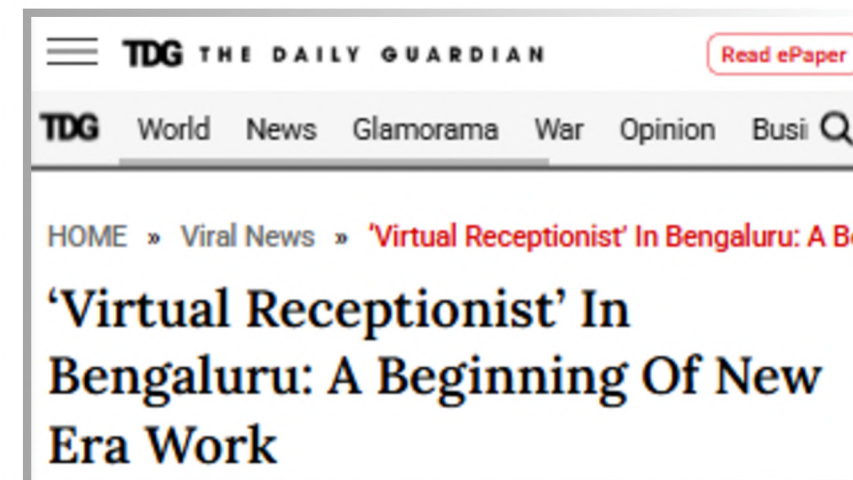 TDG THE DAILY GUARDIAN Read ePaper
TDG World News Glamorama War Opinion Busi
HOME » Viral News » 'Virtual Receptionist' In Bengaluru: A B
‘Virtual Receptionist’ In
Bengaluru: A Beginning Of New
Era Work